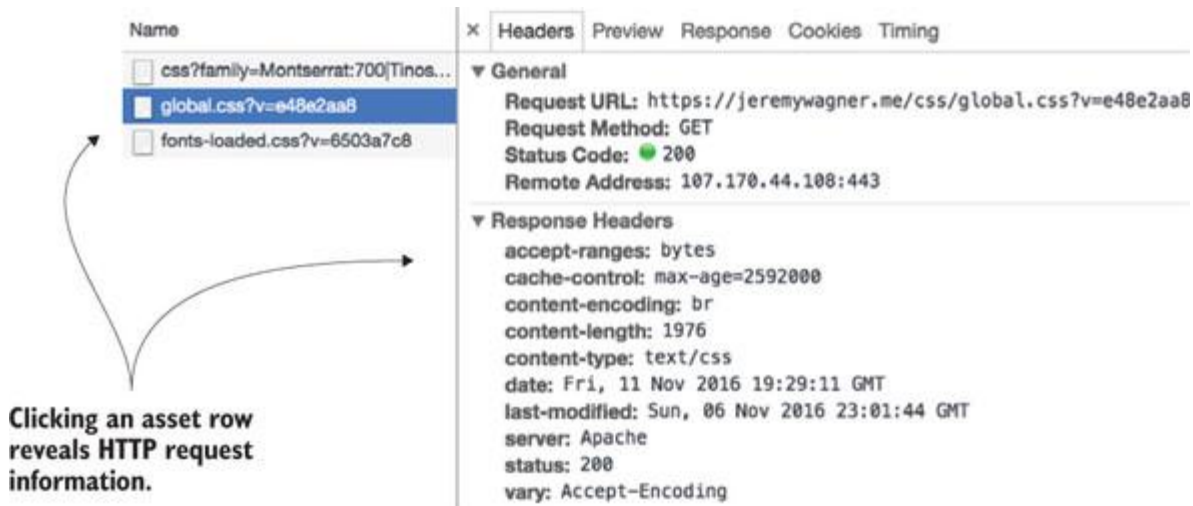 Name
css?family=Montserrat:700|Tinos...
global.css?v=e48e2aa8
fonts-loaded.css?v=6503a7c8
Clicking an asset row
reveals HTTP request
information.
× Headers Preview Response Cookies Timing
▼ General
Request URL: https://jeremywagner.me/css/global.css?v=e48e2aa8
Request Method: GET
Status Code: 200
Remote Address: 107.170.44.108:443
▼ Response Headers
accept-ranges: bytes
cache-control: max-age=2592000
content-encoding: br
content-length: 1976
content-type: text/css
date: Fri, 11 Nov 2016 19:29:11 GMT
last-modified: Sun, 06 Nov 2016 23:01:44 GMT
server: Apache
status: 200
vary: Accept-Encoding